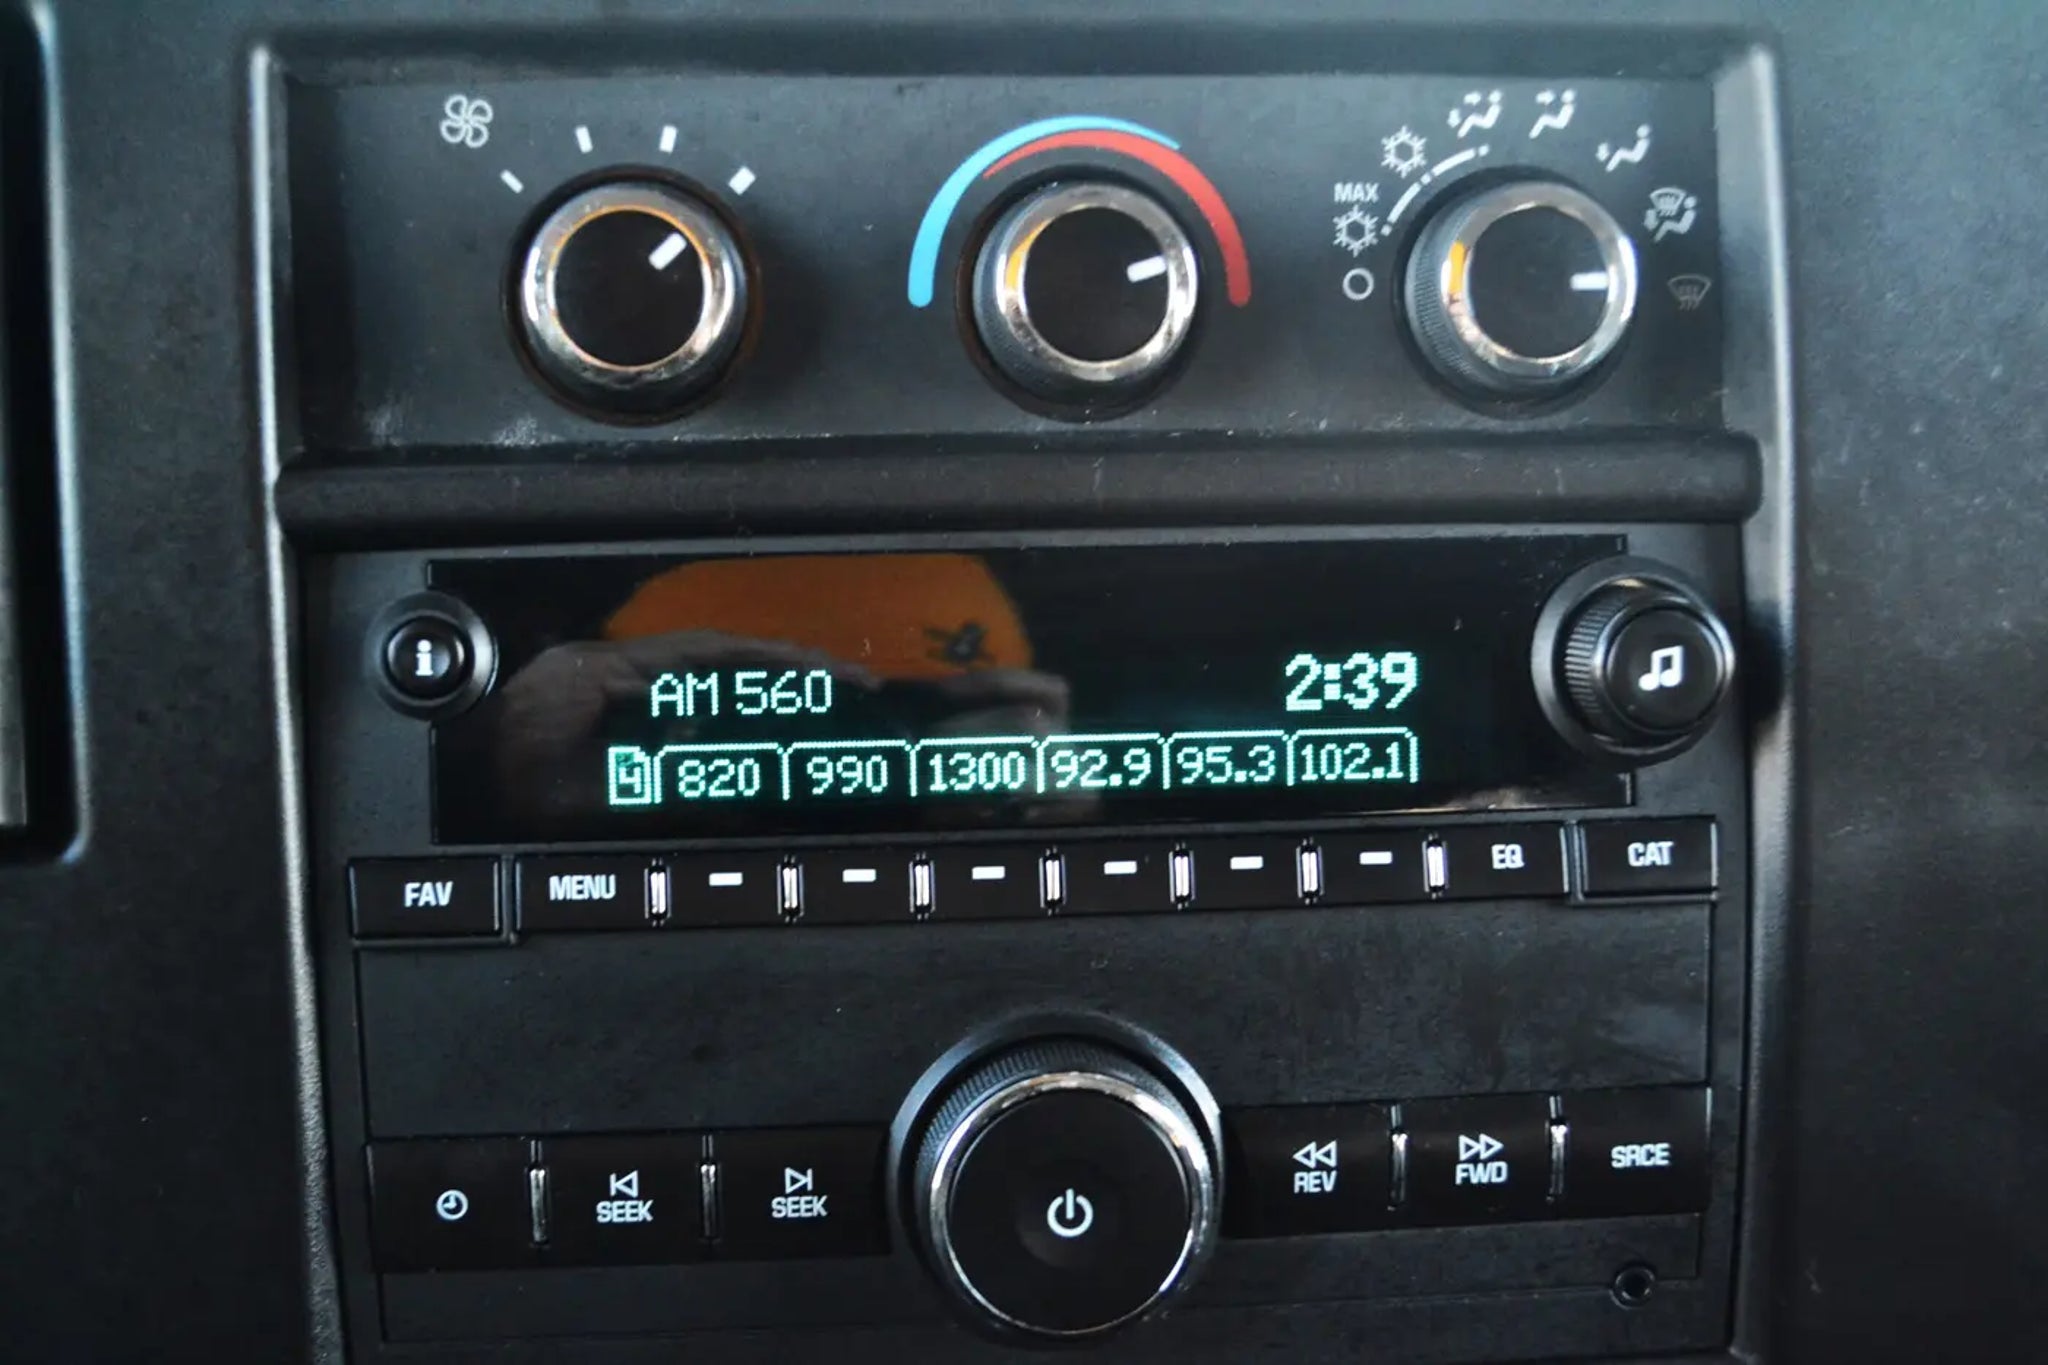 MAX
i
AM 560 2:39
4 820 990 1300 92.9 95.3 102.1
FAV MENU EQ CAT
SEEK SEEK REV FWD SRCE